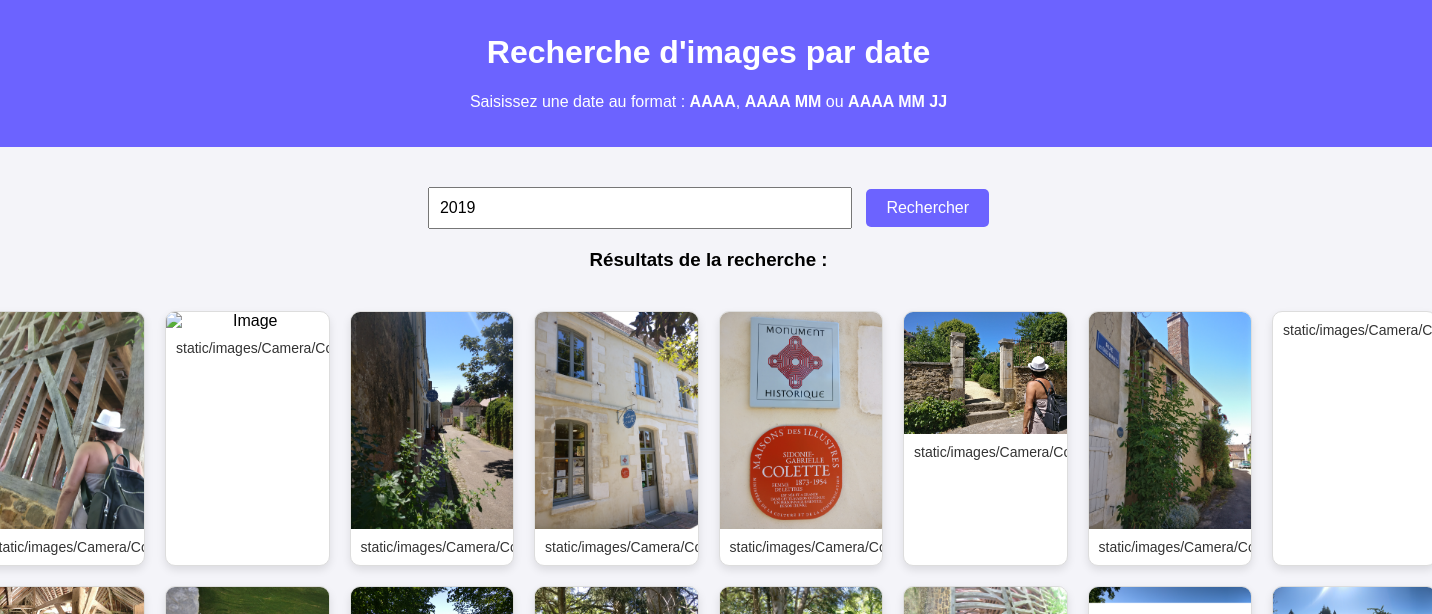 Recherche d'images par date
Saisissez une date au format : AAAA, AAAA MM ou AAAA MM JJ
2019
Rechercher
Résultats de la recherche :
Image
static/images/Camera/Co
static/images/Camera/C
MONUMENT
HISTORIQUE
MAISONS DES ILLUSTRES
SIDONIE-
GABRIELLE
COLETTE
1873-1954
FEMME
DE LETTRES
static/images/Camera/Co
tatic/images/Camera/Co
static/images/Camera/Co
static/images/Camera/Co
static/images/Camera/Co
static/images/Camera/Co